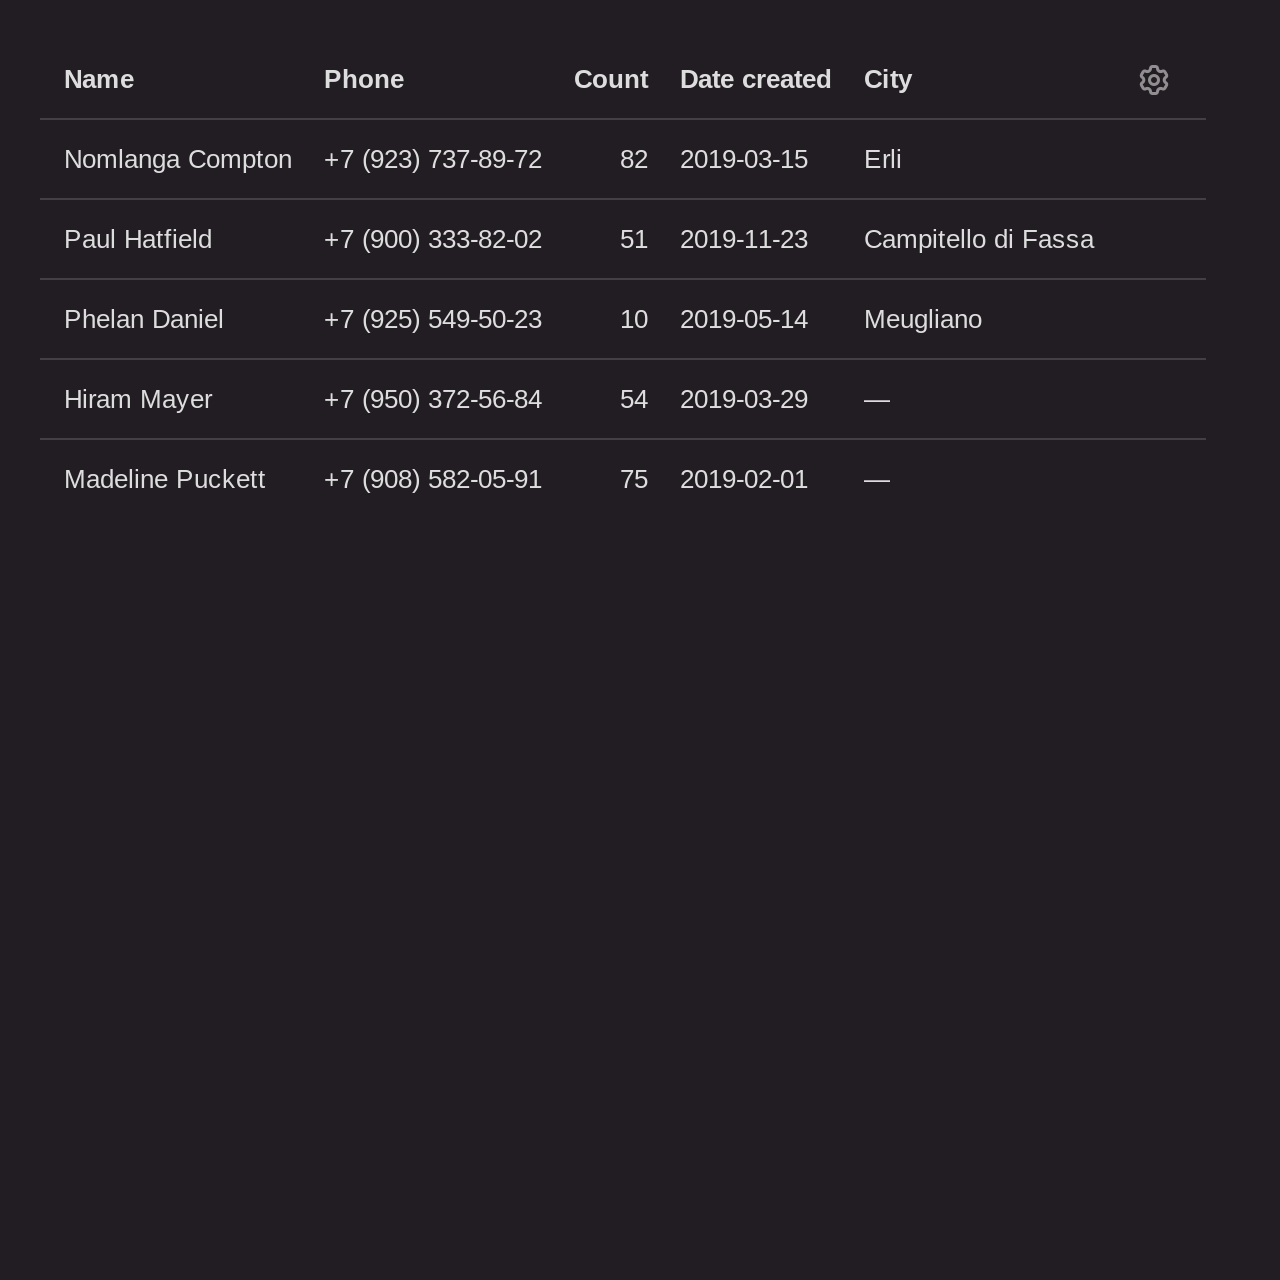 Name Phone Count Date created City
Nomlanga Compton +7 (923) 737-89-72 82 2019-03-15 Erli
Paul Hatfield +7 (900) 333-82-02 51 2019-11-23 Campitello di Fassa
Phelan Daniel +7 (925) 549-50-23 10 2019-05-14 Meugliano
Hiram Mayer +7 (950) 372-56-84 54 2019-03-29 —
Madeline Puckett +7 (908) 582-05-91 75 2019-02-01 —